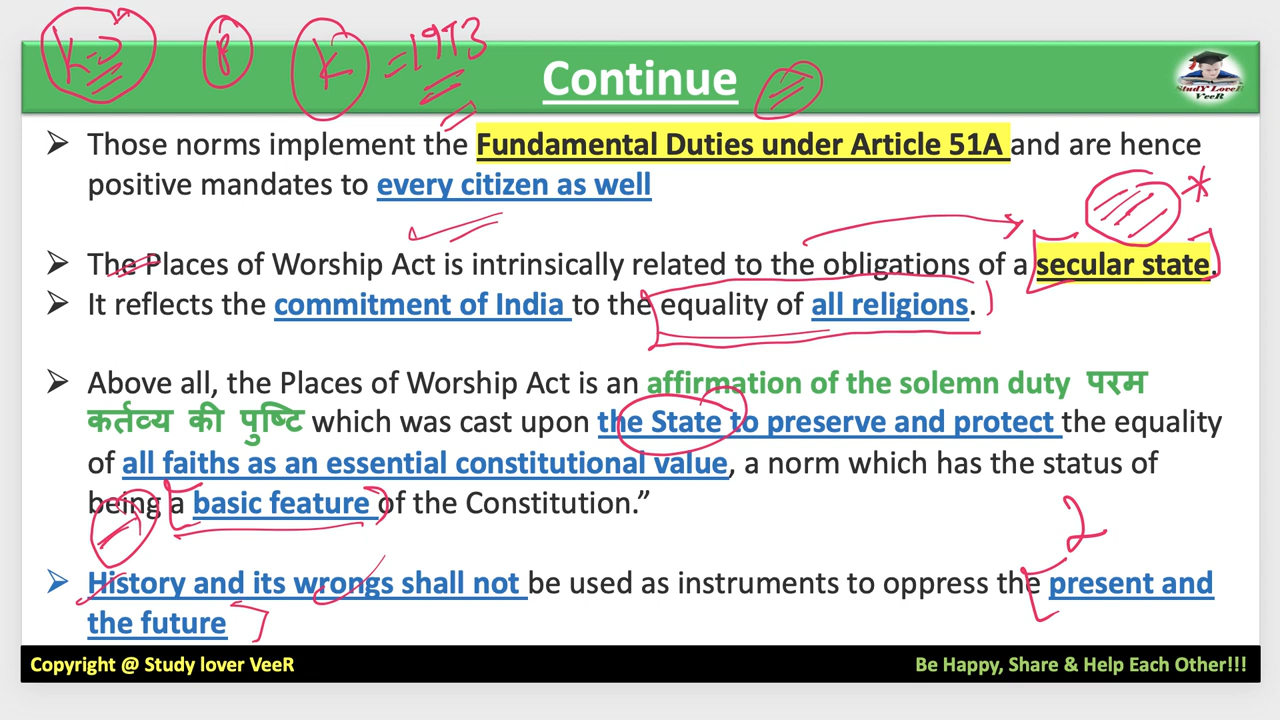 K=5 B K =1973
Continue
StudY LoveR
VeeR
➢ Those norms implement the Fundamental Duties under Article 51A and are hence
positive mandates to every citizen as well
➢ The Places of Worship Act is intrinsically related to the obligations of a secular state.
➢ It reflects the commitment of India to the equality of all religions.
➢ Above all, the Places of Worship Act is an affirmation of the solemn duty परम
कर्तव्य की पुष्टि which was cast upon the State to preserve and protect the equality
of all faiths as an essential constitutional value, a norm which has the status of
being a basic feature of the Constitution.”
2
➢ History and its wrongs shall not be used as instruments to oppress the present and
the future
Copyright @ Study lover VeeR
Be Happy, Share & Help Each Other!!!